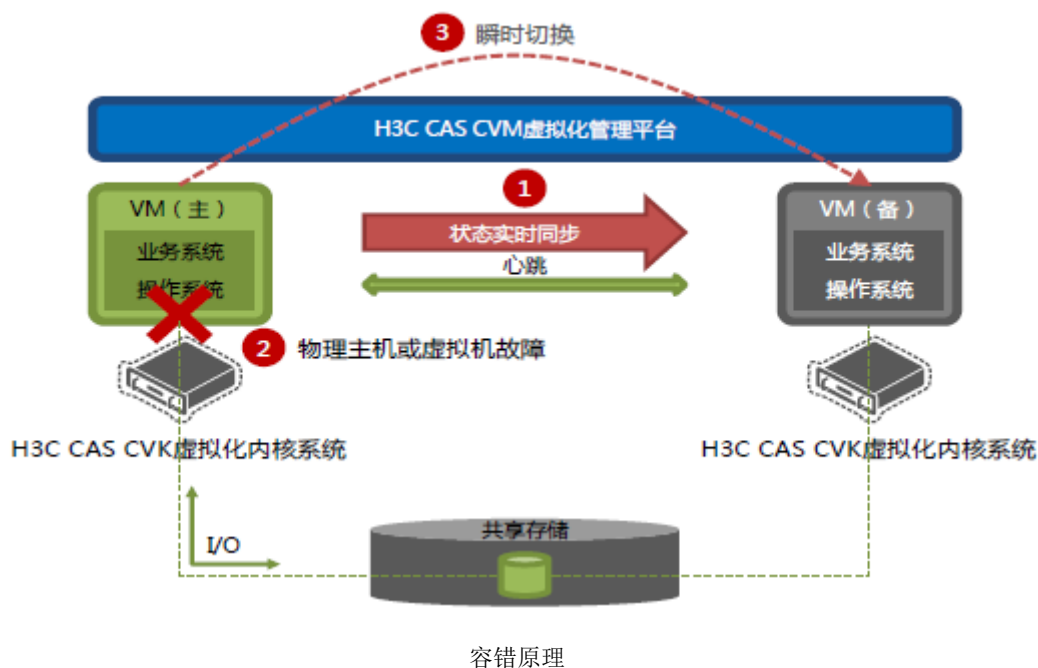 3 瞬时切换
H3C CAS CVM虚拟化管理平台
1
VM（主）
VM（备）
状态实时同步
业务系统
业务系统
心跳
操作系统
操作系统
2 物理主机或虚拟机故障
H3C CAS CVK虚拟化内核系统
H3C CAS CVK虚拟化内核系统
共享存储
I/O
容错原理